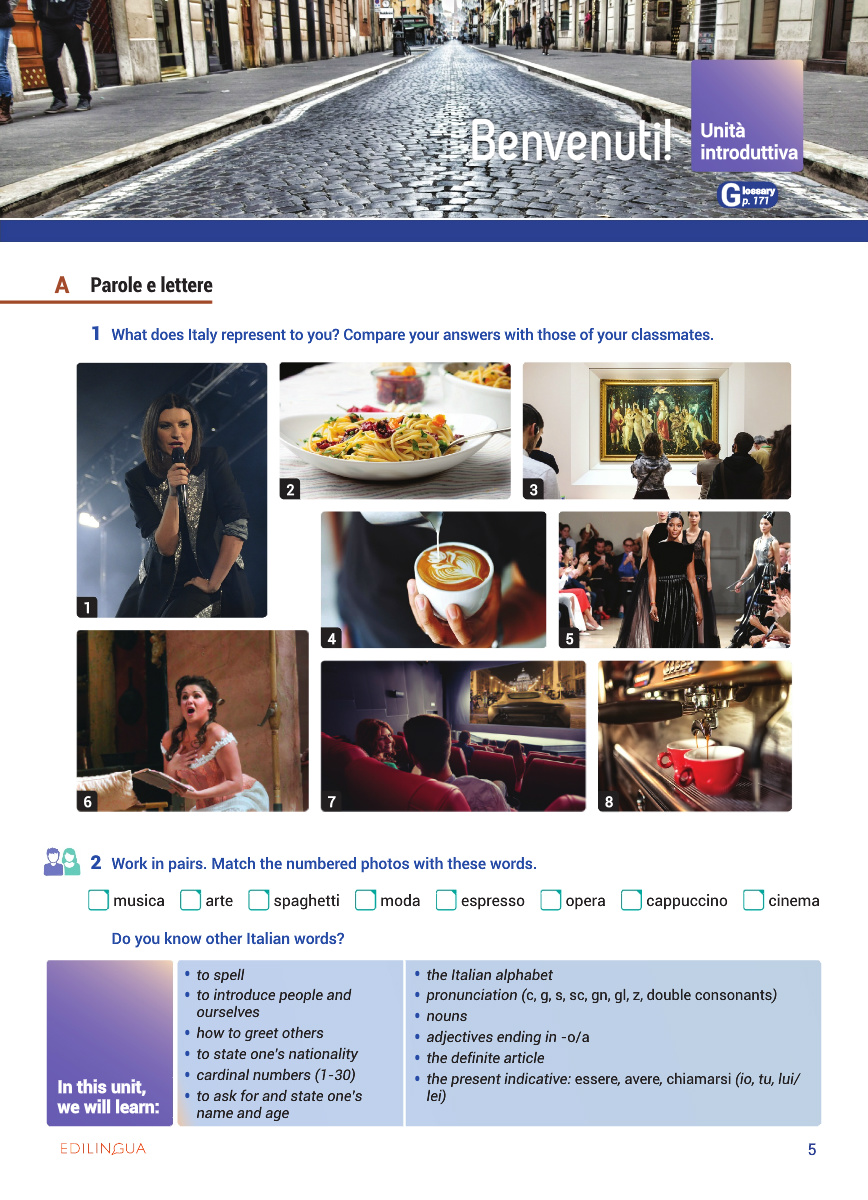 Benvenuti!
Unità
introduttiva
Glossary
p. 171
A Parole e lettere
1 What does Italy represent to you? Compare your answers with those of your classmates.
1
2
3
4
5
6
7
8
2 Work in pairs. Match the numbered photos with these words.
musica arte spaghetti moda espresso opera cappuccino cinema
Do you know other Italian words?
In this unit,
we will learn:
• to spell
• to introduce people and
ourselves
• how to greet others
• to state one's nationality
• cardinal numbers (1-30)
• to ask for and state one's
name and age
• the Italian alphabet
• pronunciation (c, g, s, sc, gn, gl, z, double consonants)
• nouns
• adjectives ending in -o/a
• the definite article
• the present indicative: essere, avere, chiamarsi (io, tu, lui/
lei)
EDILINGUA
5